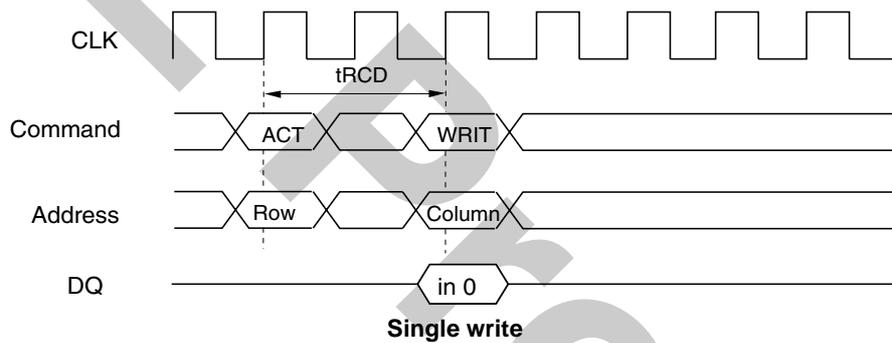 CLK
tRCD
Command ACT WRIT
Address Row Column
DQ in 0
Single write